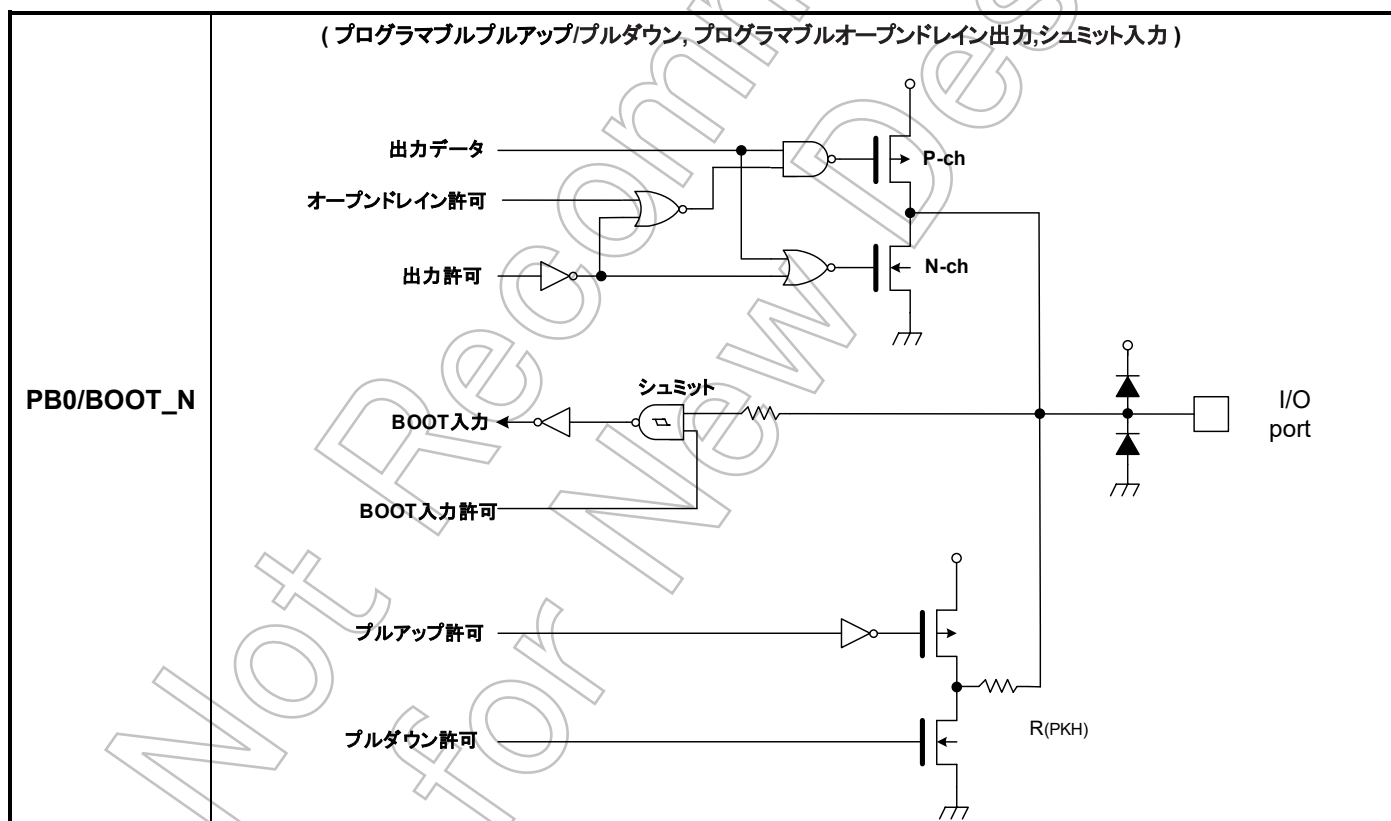 ( プログラマブルプルアップ/プルダウン, プログラマブルオープンドレイン出力,シュミット入力 )
出力データ
P-ch
オープンドレイン許可
出力許可
N-ch
PB0/BOOT_N
シュミット
BOOT入力
I/O
port
BOOT入力許可
プルアップ許可
R(PKH)
プルダウン許可
Not Recom
for New Des